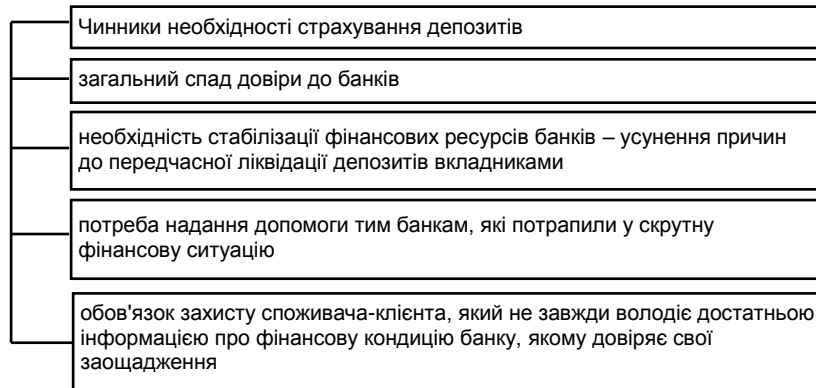 Чинники необхідності страхування депозитів
загальний спад довіри до банків
необхідність стабілізації фінансових ресурсів банків – усунення причин
до передчасної ліквідації депозитів вкладниками
потреба надання допомоги тим банкам, які потрапили у скрутну
фінансову ситуацію
обов'язок захисту споживача-клієнта, який не завжди володіє достатньою
інформацією про фінансову кондицію банку, якому довіряє свої
заощадження